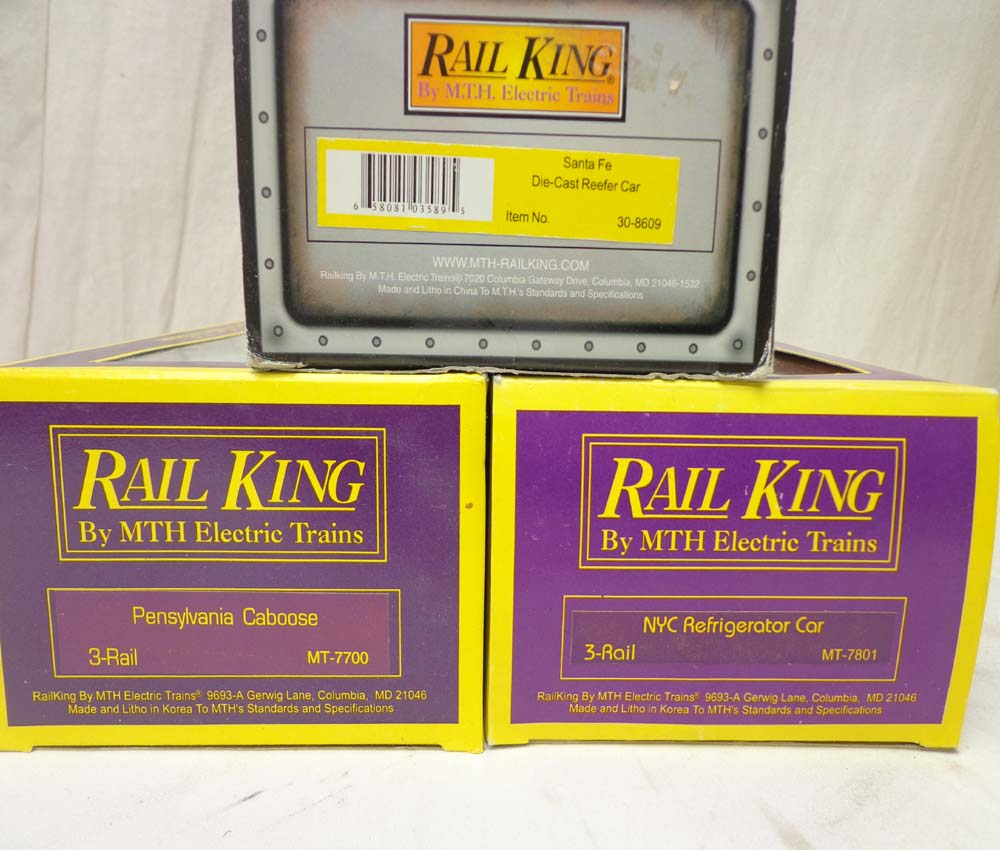 RAIL KING®
By M.T.H. Electric Trains
Santa Fe
Die-Cast Reefer Car
6 58081 03589 5
Item No. 30-8609
WWW.MTH-RAILKING.COM
Railking By M.T.H. Electric Trains® 7020 Columbia Gateway Drive, Columbia, MD 21046-1532
Made and Litho in China To M.T.H.'s Standards and Specifications
RAIL KING
By MTH Electric Trains
Pensylvania Caboose
3-Rail MT-7700
RailKing By MTH Electric Trains® 9693-A Gerwig Lane, Columbia, MD 21046
Made and Litho in Korea To MTH's Standards and Specifications
RAIL KING
By MTH Electric Trains
NYC Refrigerator Car
3-Rail MT-7801
RailKing By MTH Electric Trains® 9693-A Gerwig Lane, Columbia, MD 21046
Made and Litho in Korea To MTH's Standards and Specifications